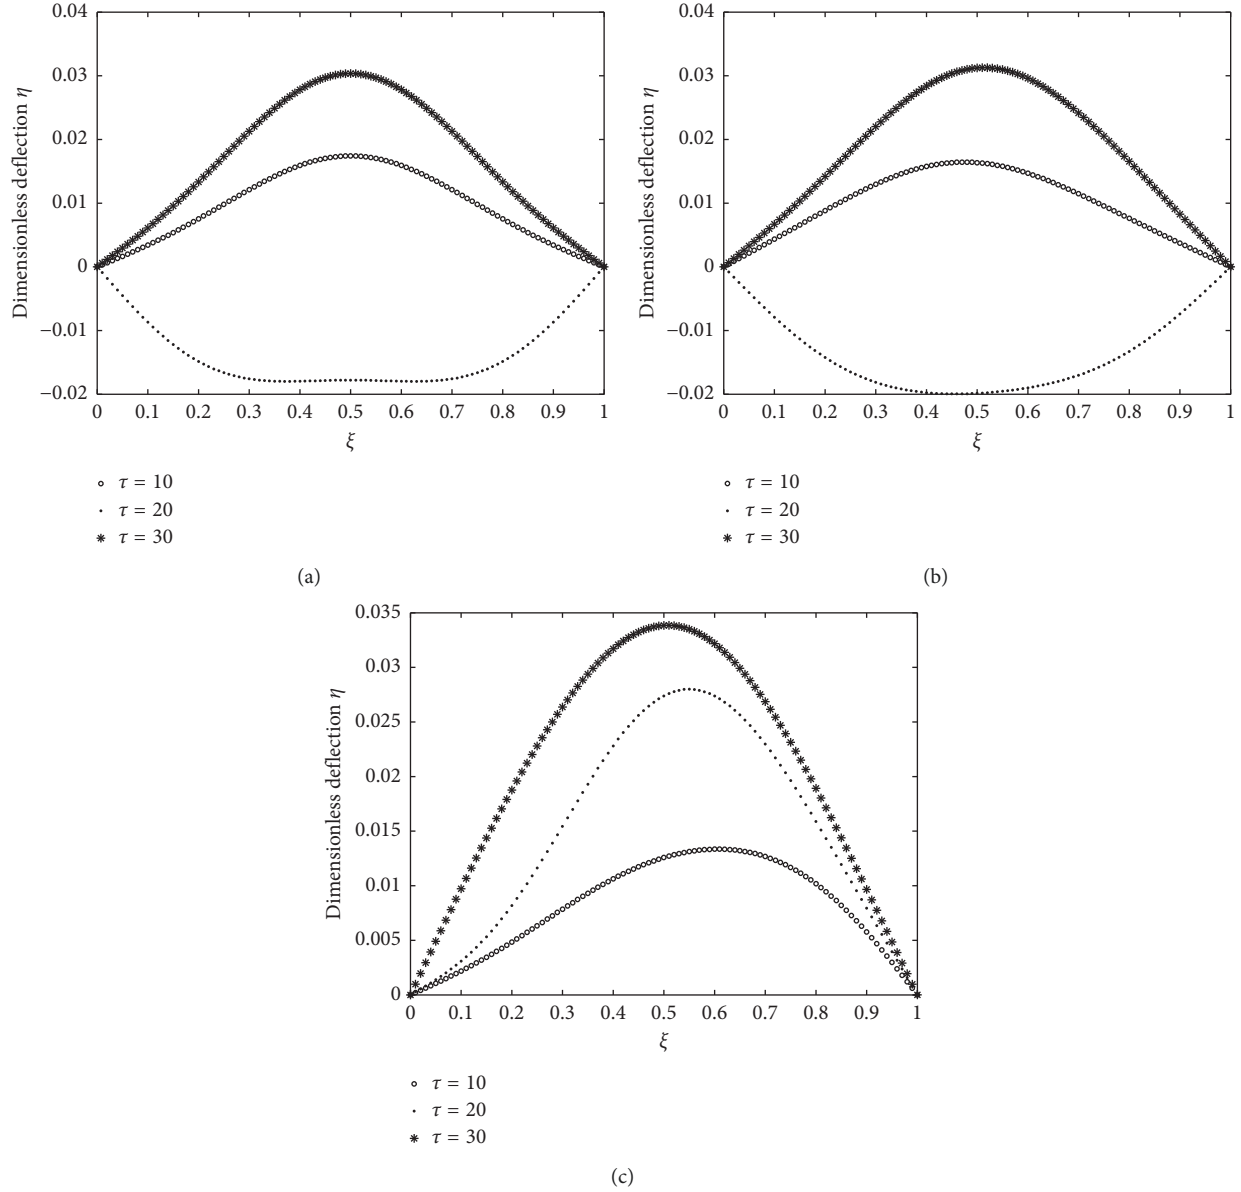 Dimensionless deflection η
0.04
0.03
0.02
0.01
0
−0.01
−0.02
0 0.1 0.2 0.3 0.4 0.5 0.6 0.7 0.8 0.9 1
ξ
τ = 10
τ = 20
τ = 30
(a)
Dimensionless deflection η
0.04
0.03
0.02
0.01
0
−0.01
−0.02
0 0.1 0.2 0.3 0.4 0.5 0.6 0.7 0.8 0.9 1
ξ
τ = 10
τ = 20
τ = 30
(b)
Dimensionless deflection η
0.035
0.03
0.025
0.02
0.015
0.01
0.005
0
0 0.1 0.2 0.3 0.4 0.5 0.6 0.7 0.8 0.9 1
ξ
τ = 10
τ = 20
τ = 30
(c)